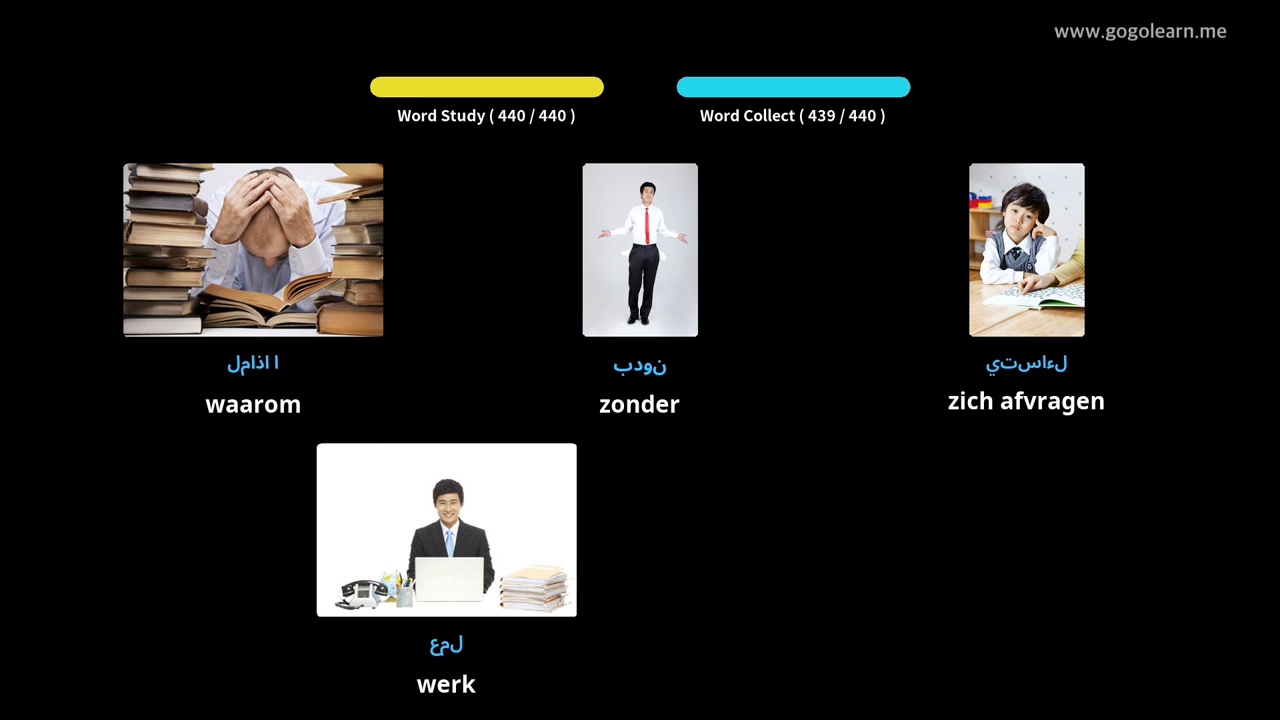 www.gogolearn.me
Word Study ( 440 / 440 )
Word Collect ( 439 / 440 )
ا اذامل
waarom
نودب
zonder
لءاستي
zich afvragen
لمع
werk